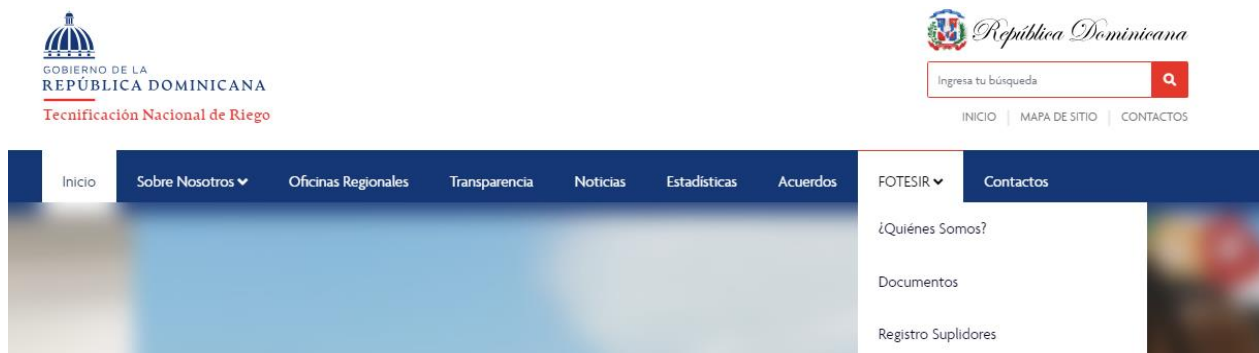 GOBIERNO DE LA
REPÚBLICA DOMINICANA
Tecnificación Nacional de Riego
República Dominicana
Ingresa tu búsqueda
INICIO | MAPA DE SITIO | CONTACTOS
Inicio Sobre Nosotros Oficinas Regionales Transparencia Noticias Estadísticas Acuerdos FOTESIR Contactos
¿Quiénes Somos?
Documentos
Registro Suplidores